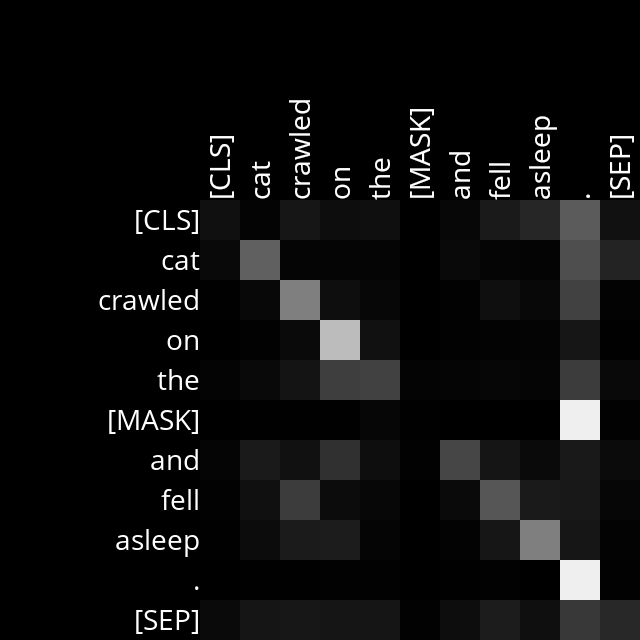 [CLS] cat crawled on the [MASK] and fell asleep . [SEP]
[CLS]
cat
crawled
on
the
[MASK]
and
fell
asleep
.
[SEP]